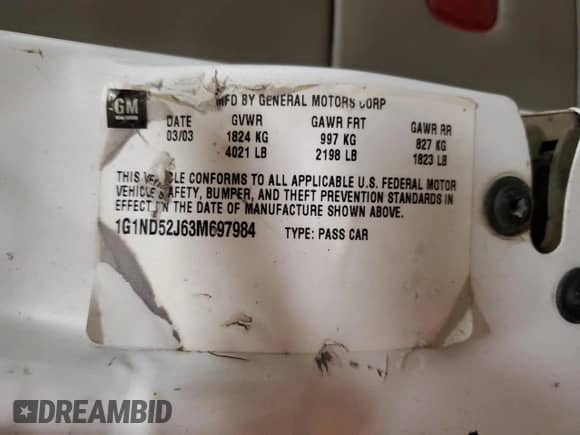 GM
MFD BY GENERAL MOTORS CORP
DATE GVWR GAWR FRT GAWR RR
03/03 1824 KG 997 KG 827 KG
4021 LB 2198 LB 1823 LB
THIS VEHICLE CONFORMS TO ALL APPLICABLE U.S. FEDERAL MOTOR
VEHICLE SAFETY, BUMPER, AND THEFT PREVENTION STANDARDS IN
EFFECT ON THE DATE OF MANUFACTURE SHOWN ABOVE.
1G1ND52J63M697984 TYPE: PASS CAR
DREAMBID